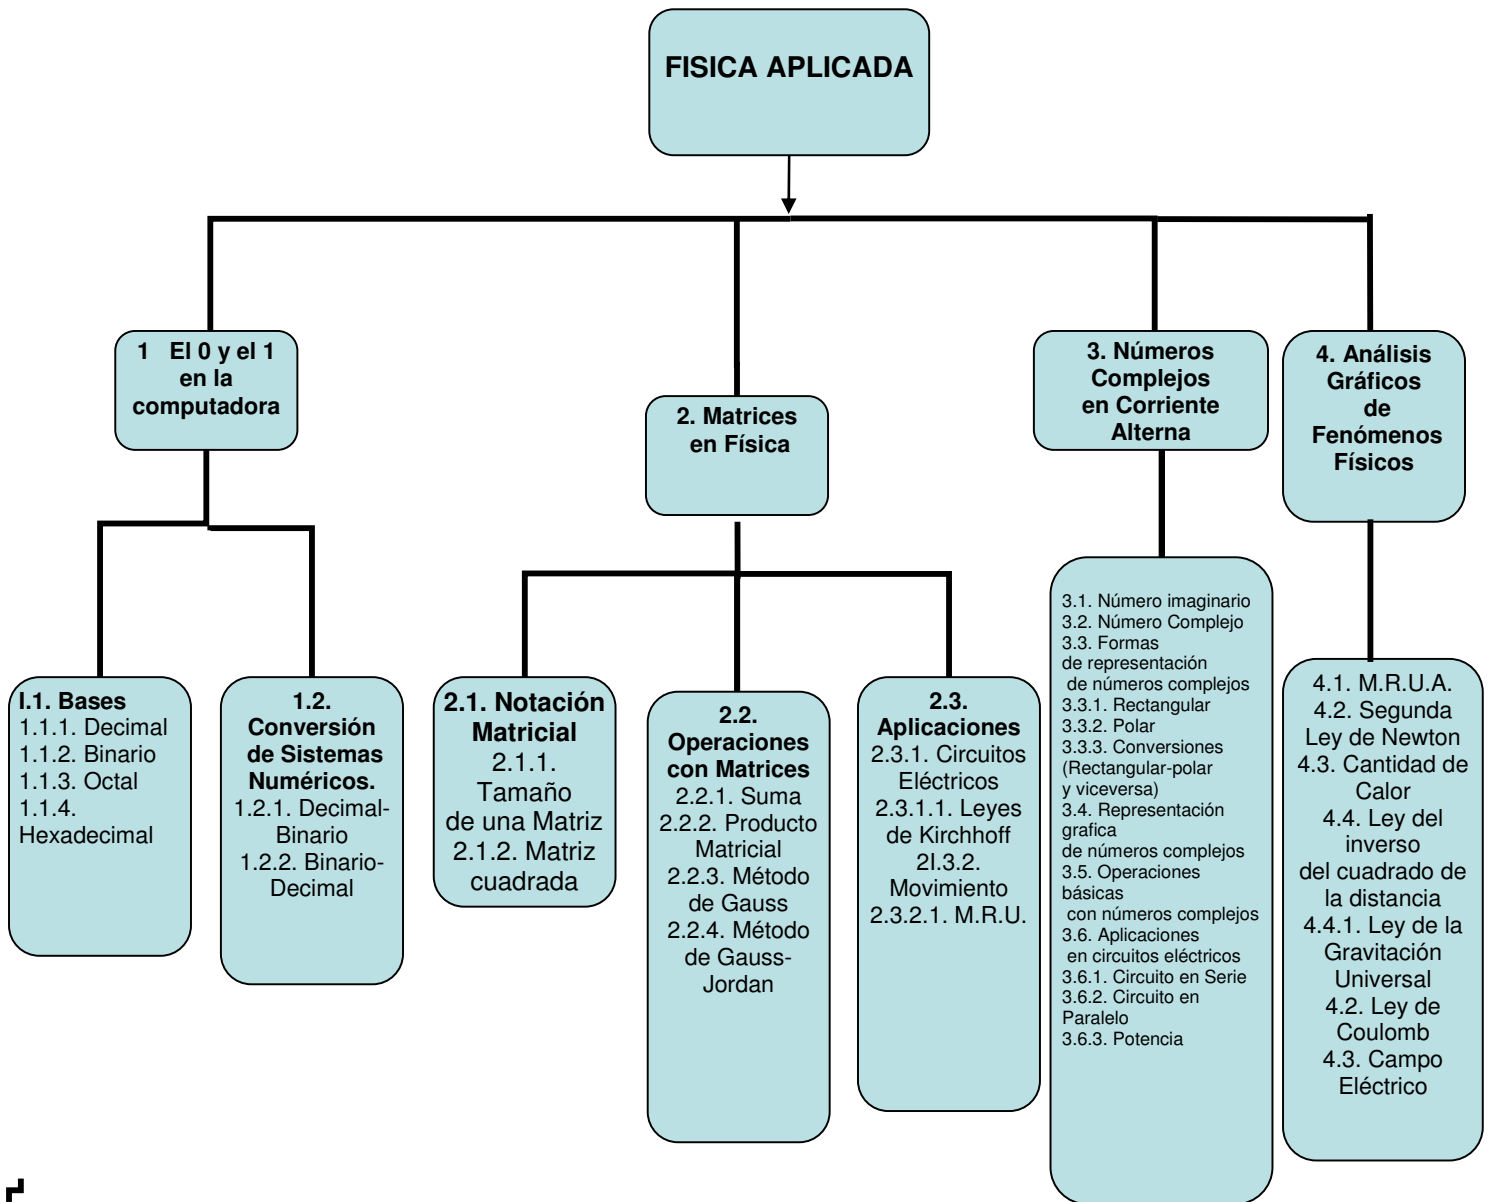 FISICA APLICADA
1 El 0 y el 1
en la
computadora
2. Matrices
en Física
3. Números
Complejos
en Corriente
Alterna
4. Análisis
Gráficos
de
Fenómenos
Físicos
I.1. Bases
1.1.1. Decimal
1.1.2. Binario
1.1.3. Octal
1.1.4.
Hexadecimal
1.2.
Conversión
de Sistemas
Numéricos.
1.2.1. Decimal-
Binario
1.2.2. Binario-
Decimal
2.1. Notación
Matricial
2.1.1.
Tamaño
de una Matriz
2.1.2. Matriz
cuadrada
2.2.
Operaciones
con Matrices
2.2.1. Suma
2.2.2. Producto
Matricial
2.2.3. Método
de Gauss
2.2.4. Método
de Gauss-
Jordan
2.3.
Aplicaciones
2.3.1. Circuitos
Eléctricos
2.3.1.1. Leyes
de Kirchhoff
2I.3.2.
Movimiento
2.3.2.1. M.R.U.
3.1. Número imaginario
3.2. Número Complejo
3.3. Formas
de representación
de números complejos
3.3.1. Rectangular
3.3.2. Polar
3.3.3. Conversiones
(Rectangular-polar
y viceversa)
3.4. Representación
grafica
de números complejos
3.5. Operaciones
básicas
con números complejos
3.6. Aplicaciones
en circuitos eléctricos
3.6.1. Circuito en Serie
3.6.2. Circuito en
Paralelo
3.6.3. Potencia
4.1. M.R.U.A.
4.2. Segunda
Ley de Newton
4.3. Cantidad de
Calor
4.4. Ley del
inverso
del cuadrado de
la distancia
4.4.1. Ley de la
Gravitación
Universal
4.2. Ley de
Coulomb
4.3. Campo
Eléctrico